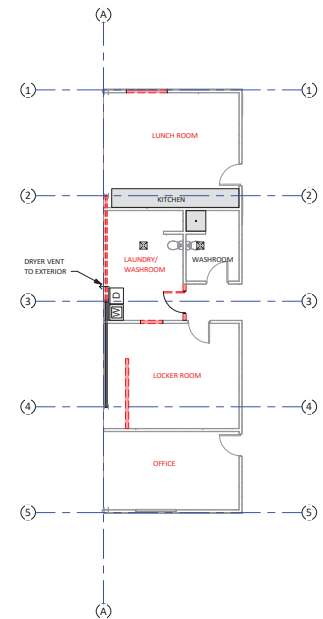 (A)
(1) (1)
LUNCH ROOM
(2) (2)
KITCHEN
DRYER VENT
TO EXTERIOR
LAUNDRY/
WASHROOM
WASHROOM
(3) (3)
D
W
LOCKER ROOM
(4) (4)
OFFICE
(5) (5)
(A)